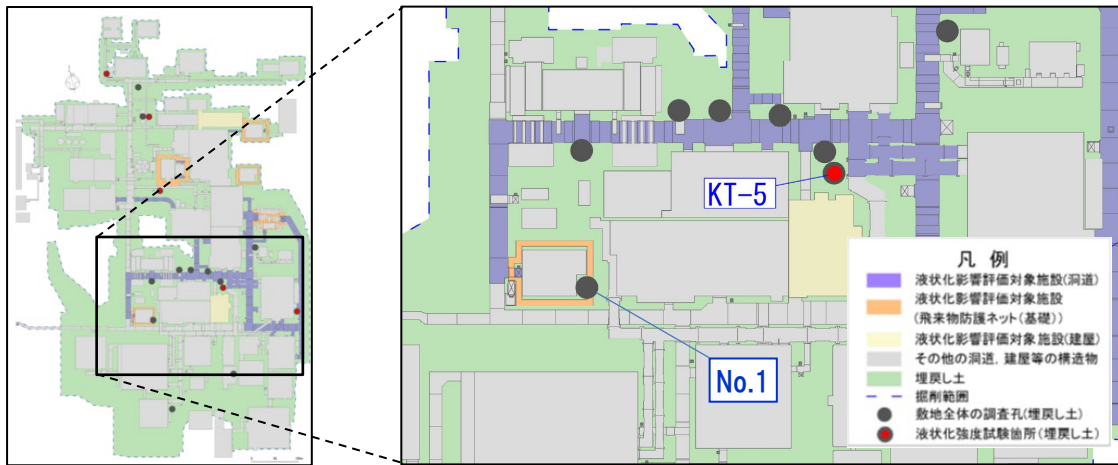 KT-5
No.1
凡 例
液状化影響評価対象施設(洞道)
液状化影響評価対象施設
(飛来物防護ネット(基礎))
液状化影響評価対象施設(建屋)
その他の洞道, 建屋等の構造物
埋戻し土
掘削範囲
敷地全体の調査孔(埋戻し土)
液状化強度試験箇所(埋戻し土)